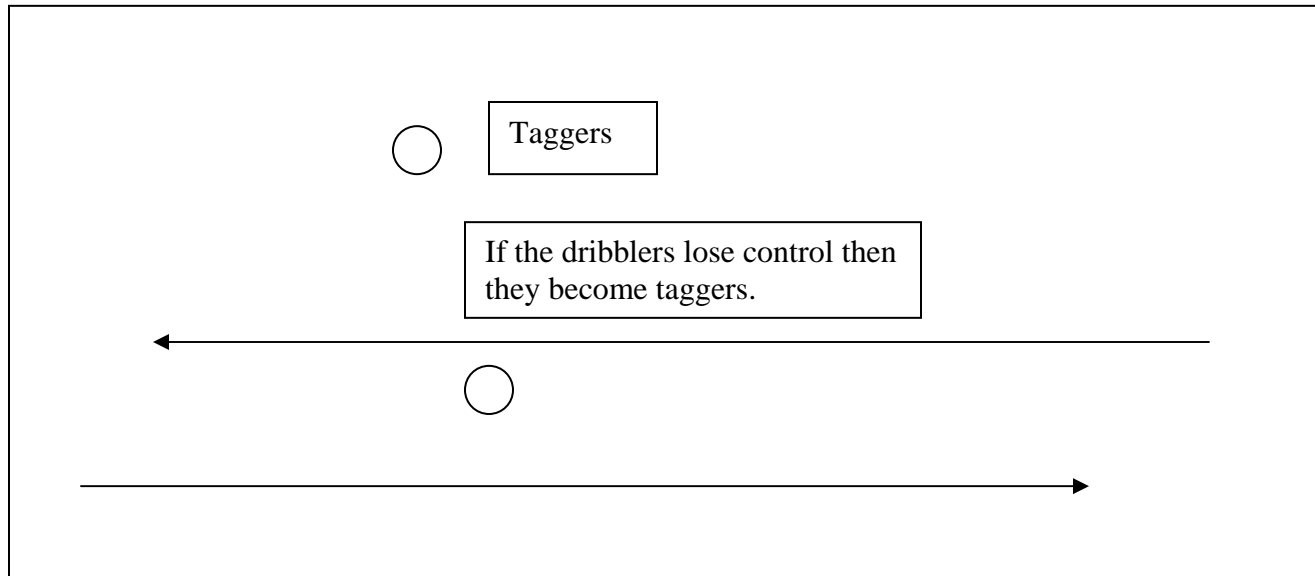 Taggers
If the dribblers lose control then
they become taggers.